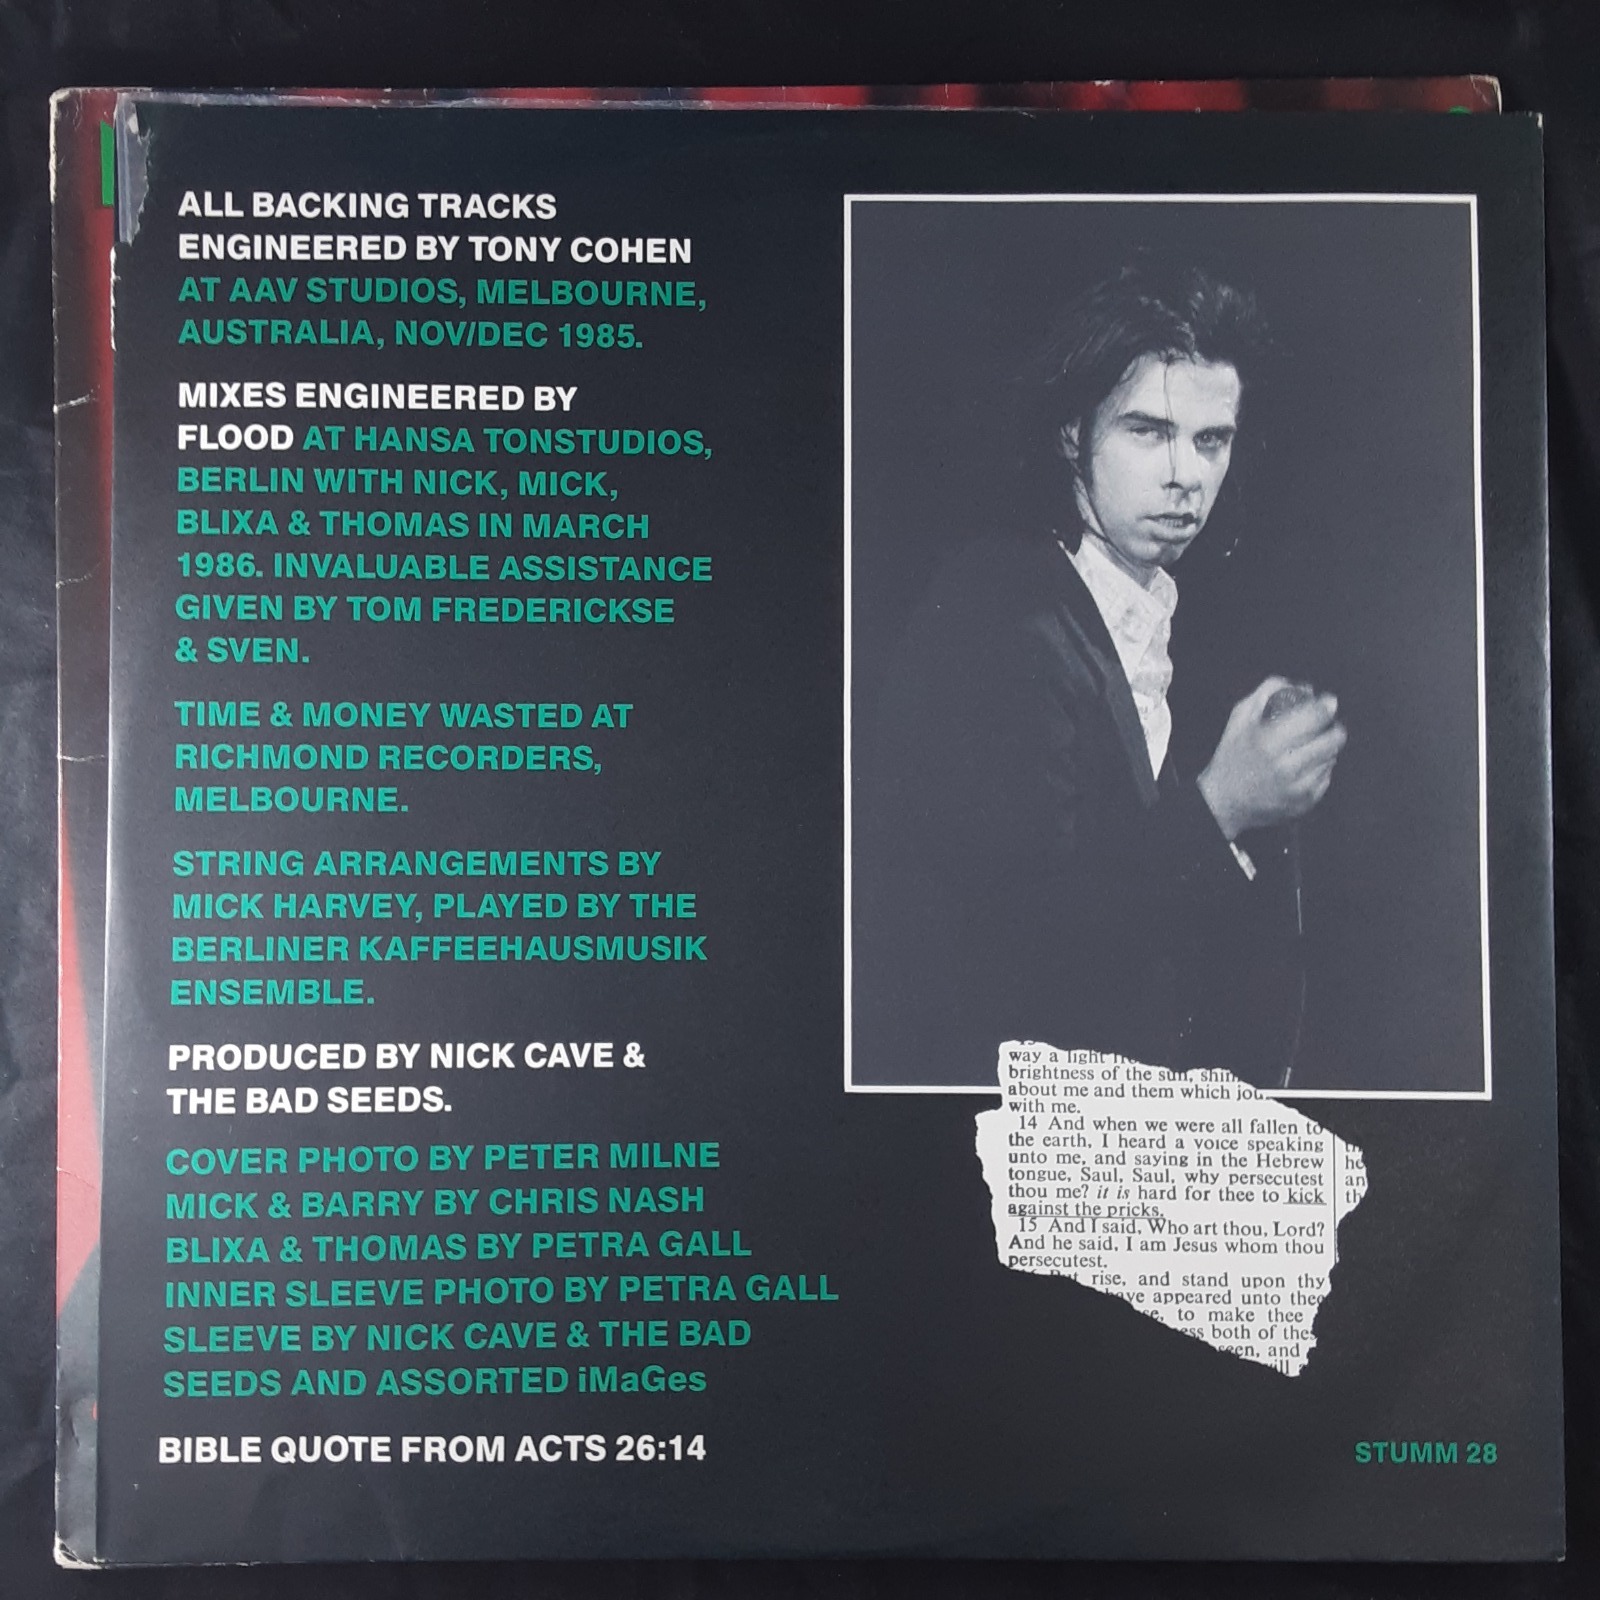 ALL BACKING TRACKS
ENGINEERED BY TONY COHEN
AT AAV STUDIOS, MELBOURNE,
AUSTRALIA, NOV/DEC 1985.
MIXES ENGINEERED BY
FLOOD AT HANSA TONSTUDIOS,
BERLIN WITH NICK, MICK,
BLIXA & THOMAS IN MARCH
1986. INVALUABLE ASSISTANCE
GIVEN BY TOM FREDERICKSE
& SVEN.
TIME & MONEY WASTED AT
RICHMOND RECORDERS,
MELBOURNE.
STRING ARRANGEMENTS BY
MICK HARVEY, PLAYED BY THE
BERLINER KAFFEEHAUSMUSIK
ENSEMBLE.
PRODUCED BY NICK CAVE &
THE BAD SEEDS.
COVER PHOTO BY PETER MILNE
MICK & BARRY BY CHRIS NASH
BLIXA & THOMAS BY PETRA GALL
INNER SLEEVE PHOTO BY PETRA GALL
SLEEVE BY NICK CAVE & THE BAD
SEEDS AND ASSORTED iMaGes
BIBLE QUOTE FROM ACTS 26:14
way a light
brightness of the sun,
about me and them which
with me.
14 And when we were all fallen to
the earth, I heard a voice speaking
unto me, and saying in the Hebrew
tongue, Saul, Saul, why persecutest
thou me? it is hard for thee to kick
against the pricks.
15 And I said, Who art thou, Lord?
And he said, I am Jesus whom thou
persecutest.
rise, and stand upon thy
appeared unto thee
to make thee
both of
and
STUMM 28